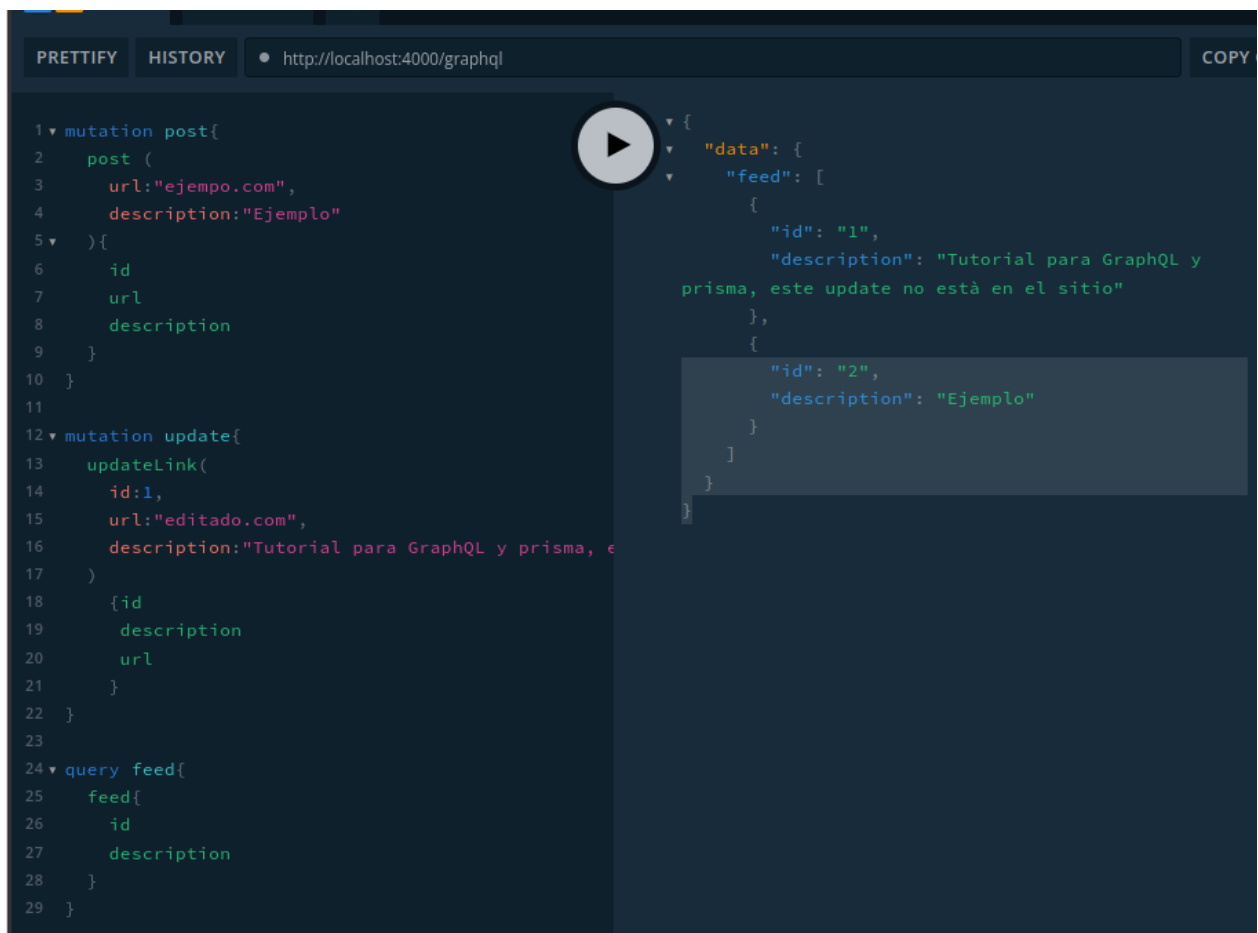 PRETTIFY HISTORY http://localhost:4000/graphql COPY
1 mutation post{
2 post (
3 url:"ejempo.com",
4 description:"Ejemplo"
5 ){
6 id
7 url
8 description
9 }
10 }
11
12 mutation update{
13 updateLink(
14 id:1,
15 url:"editado.com",
16 description:"Tutorial para GraphQL y prisma, e
17 )
18 {id
19 description
20 url
21 }
22 }
23
24 query feed{
25 feed{
26 id
27 description
28 }
29 }
{
"data": {
"feed": [
{
"id": "1",
"description": "Tutorial para GraphQL y
prisma, este update no està en el sitio"
},
{
"id": "2",
"description": "Ejemplo"
}
]
}
}